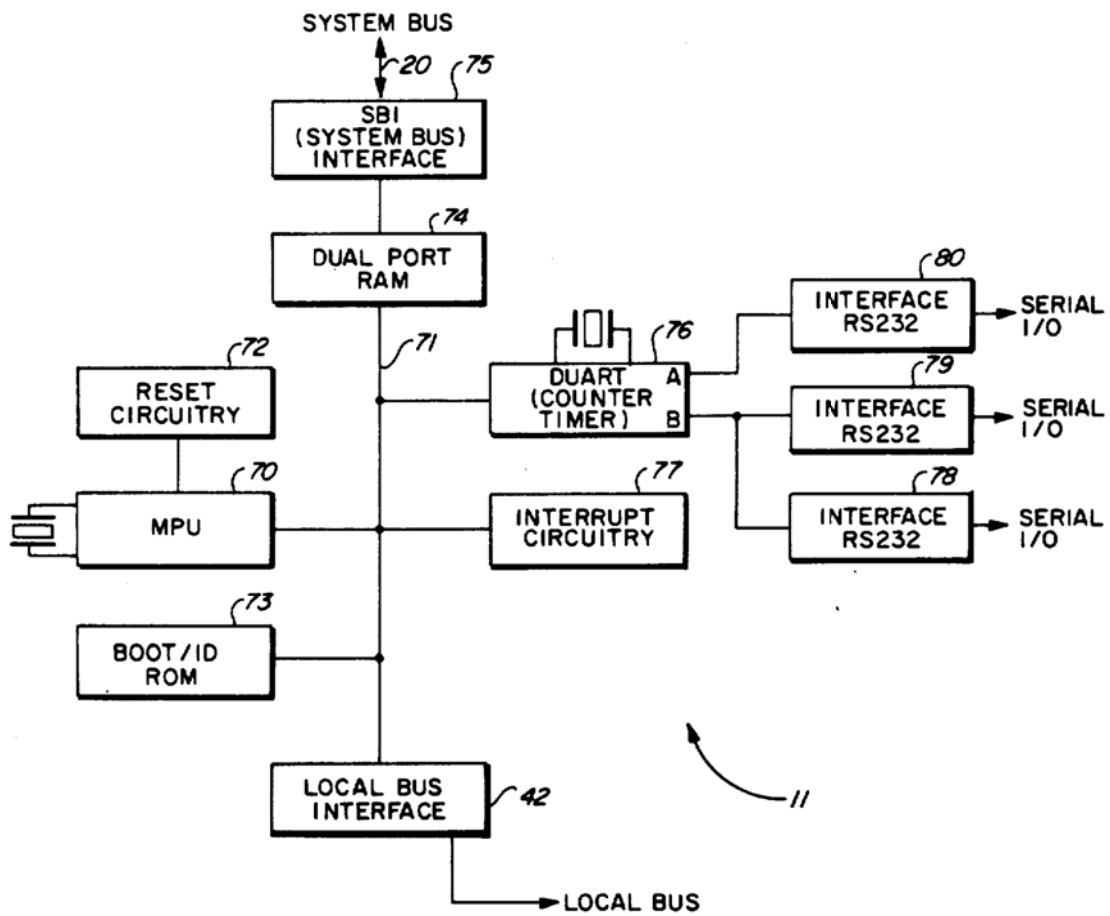 SYSTEM BUS
20
75
SBI
(SYSTEM BUS)
INTERFACE
74
DUAL PORT
RAM
71
72
RESET
CIRCUITRY
70
MPU
73
BOOT/ID
ROM
76
DUART
(COUNTER
TIMER)
A
B
77
INTERRUPT
CIRCUITRY
80
INTERFACE
RS232
SERIAL
I/O
79
INTERFACE
RS232
SERIAL
I/O
78
INTERFACE
RS232
SERIAL
I/O
LOCAL BUS
INTERFACE
42
11
LOCAL BUS